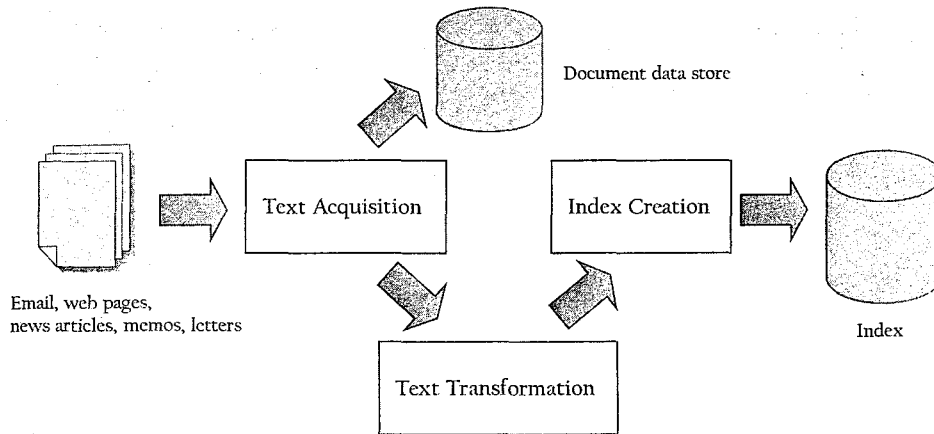 Document data store
Text Acquisition
Index Creation
Email, web pages,
news articles, memos, letters
Index
Text Transformation